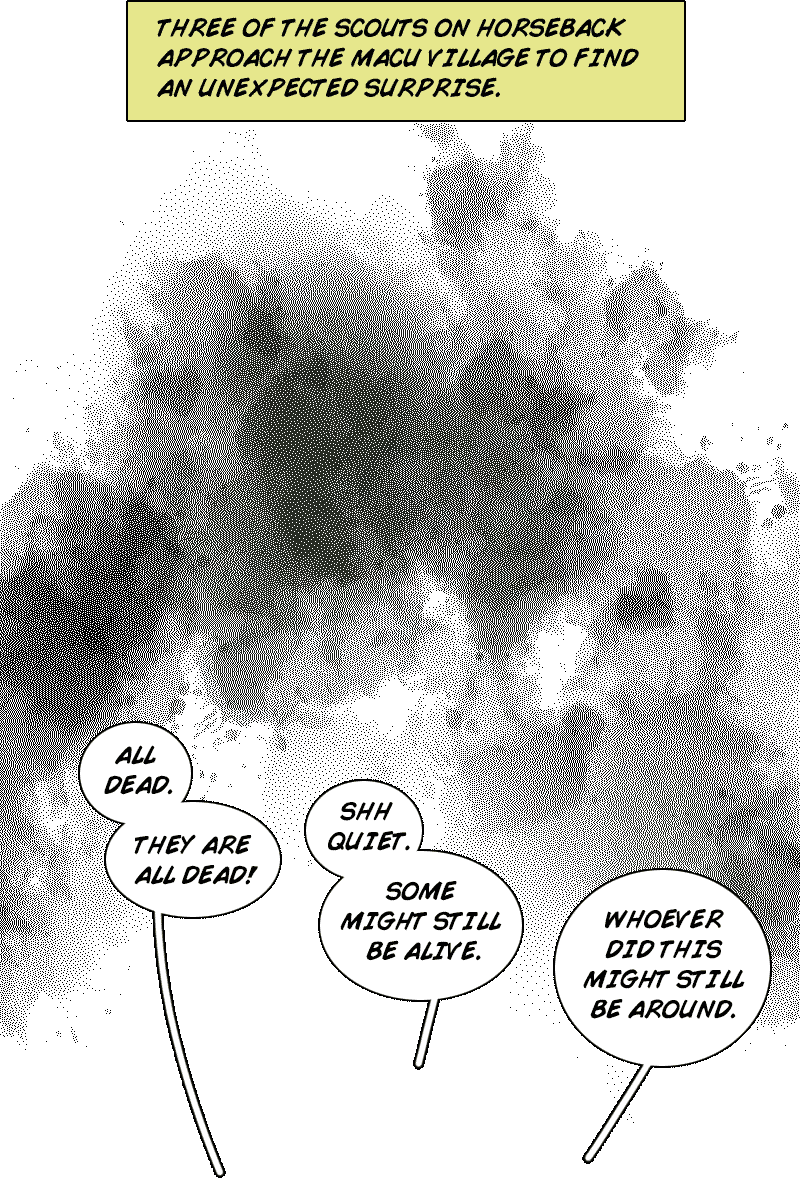 THREE OF THE SCOUTS ON HORSEBACK
APPROACH THE MACU VILLAGE TO FIND
AN UNEXPECTED SURPRISE.
ALL
DEAD.
THEY ARE
ALL DEAD!
SHH
QUIET.
SOME
MIGHT STILL
BE ALIVE.
WHOEVER
DID THIS
MIGHT STILL
BE AROUND.